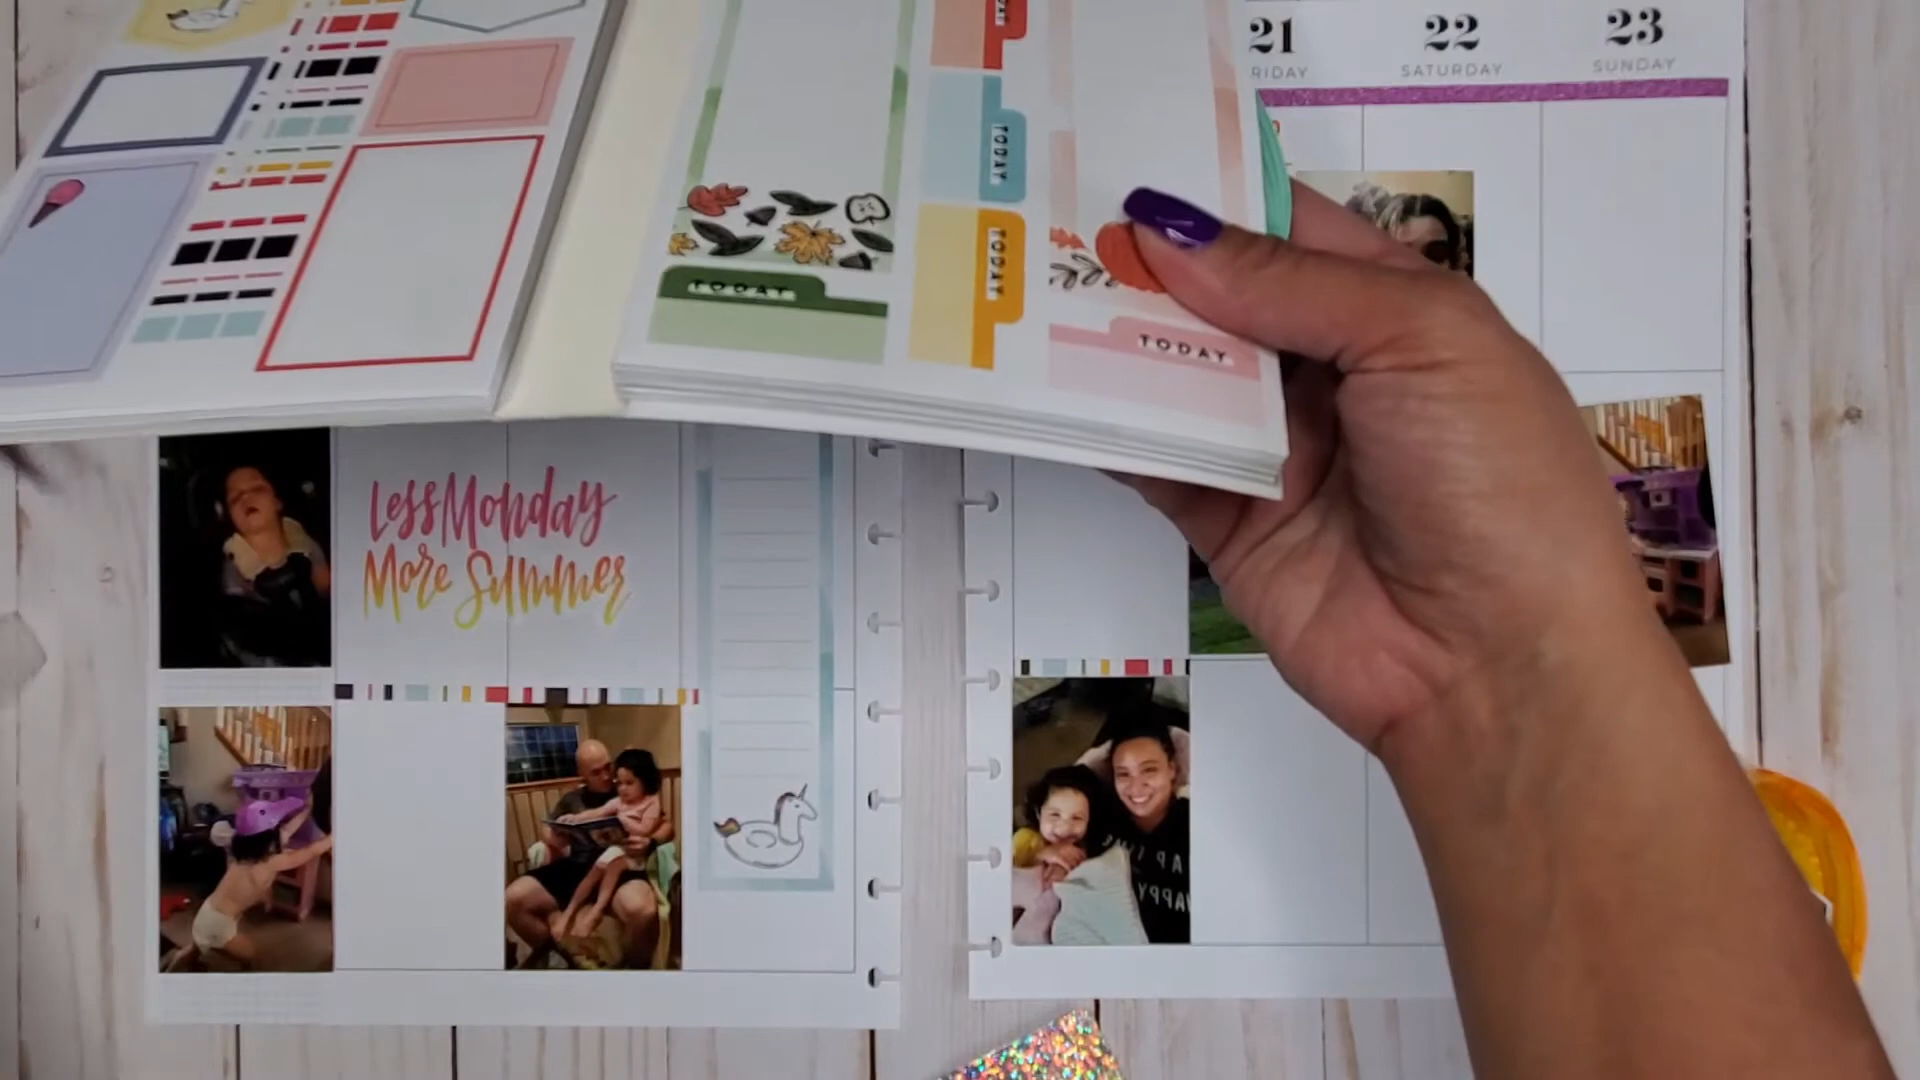 21 22 23
RIDAY SATURDAY SUNDAY
TODAY
TODAY
TODAY
TODAY
Less Monday
More Summer